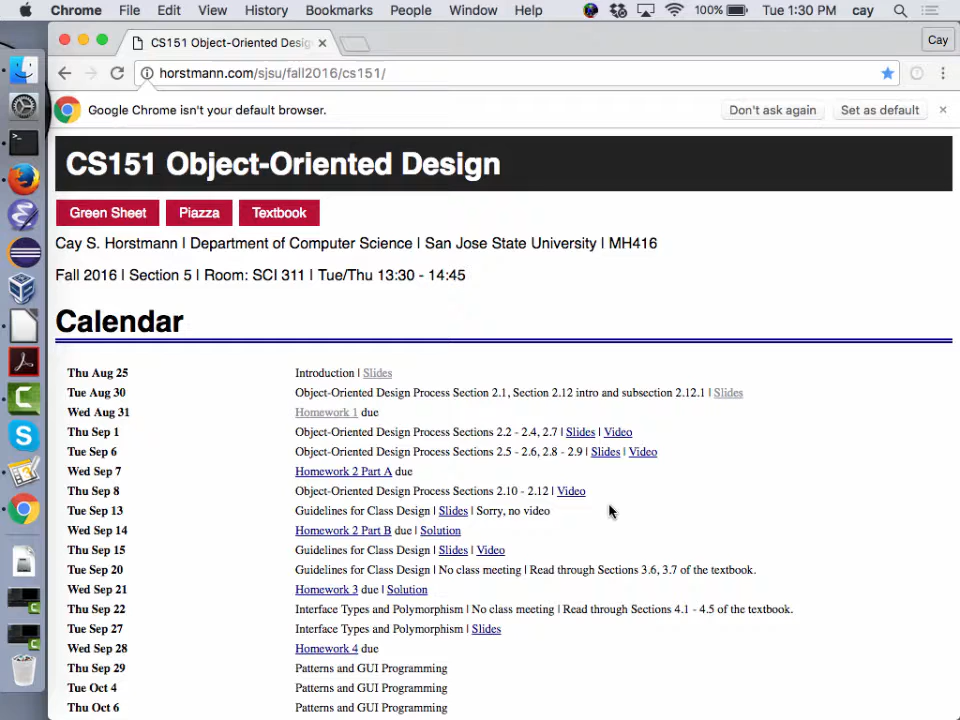 Chrome File Edit View History Bookmarks People Window Help 100% Tue 1:30 PM cay
CS151 Object-Oriented Desig Cay
horstmann.com/sjsu/fall2016/cs151/
Google Chrome isn't your default browser. Don't ask again Set as default
CS151 Object-Oriented Design
Green Sheet Piazza Textbook
Cay S. Horstmann | Department of Computer Science | San Jose State University | MH416
Fall 2016 | Section 5 | Room: SCI 311 | Tue/Thu 13:30 - 14:45
Calendar
Thu Aug 25 Introduction | Slides
Tue Aug 30 Object-Oriented Design Process Section 2.1, Section 2.12 intro and subsection 2.12.1 | Slides
Wed Aug 31 Homework 1 due
Thu Sep 1 Object-Oriented Design Process Sections 2.2 - 2.4, 2.7 | Slides | Video
Tue Sep 6 Object-Oriented Design Process Sections 2.5 - 2.6, 2.8 - 2.9 | Slides | Video
Wed Sep 7 Homework 2 Part A due
Thu Sep 8 Object-Oriented Design Process Sections 2.10 - 2.12 | Video
Tue Sep 13 Guidelines for Class Design | Slides | Sorry, no video
Wed Sep 14 Homework 2 Part B due | Solution
Thu Sep 15 Guidelines for Class Design | Slides | Video
Tue Sep 20 Guidelines for Class Design | No class meeting | Read through Sections 3.6, 3.7 of the textbook.
Wed Sep 21 Homework 3 due | Solution
Thu Sep 22 Interface Types and Polymorphism | No class meeting | Read through Sections 4.1 - 4.5 of the textbook.
Tue Sep 27 Interface Types and Polymorphism | Slides
Wed Sep 28 Homework 4 due
Thu Sep 29 Patterns and GUI Programming
Tue Oct 4 Patterns and GUI Programming
Thu Oct 6 Patterns and GUI Programming